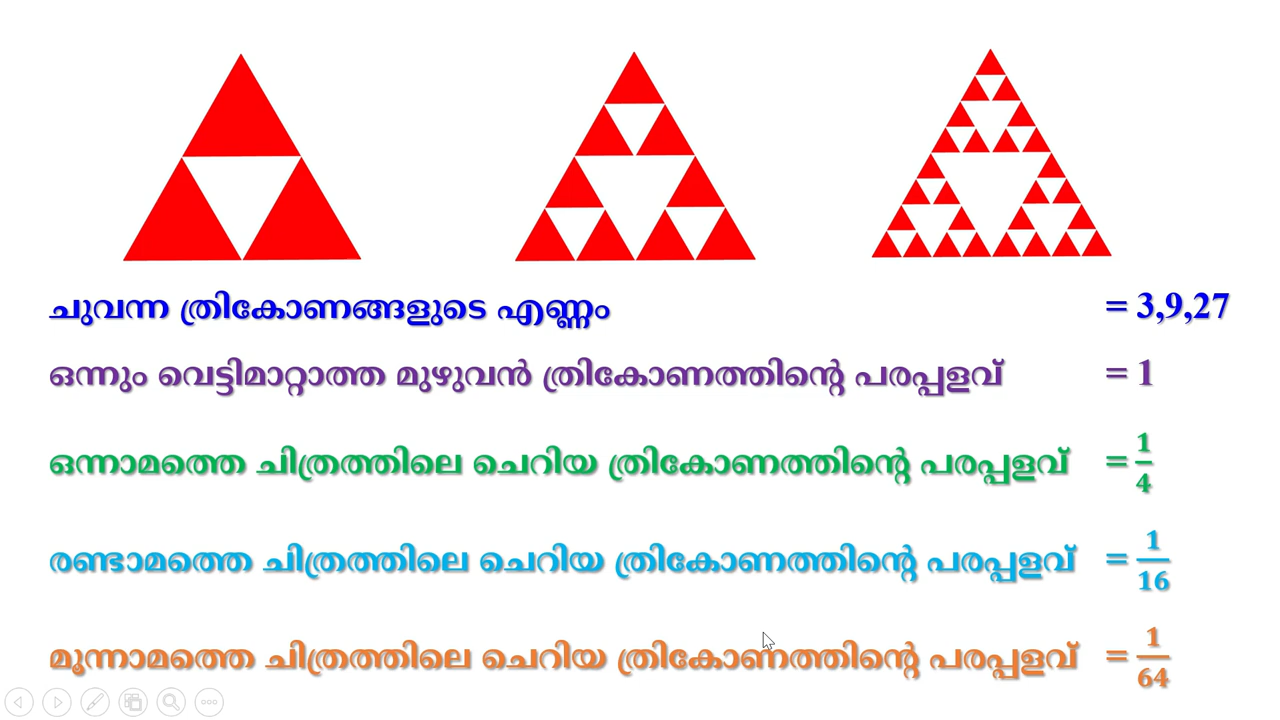 ചുവന്ന ത്രികോണങ്ങളുടെ എണ്ണം = 3,9,27
ഒന്നും വെട്ടിമാറ്റാത്ത മുഴുവൻ ത്രികോണത്തിന്റെ പരപ്പളവ് = 1
ഒന്നാമത്തെ ചിത്രത്തിലെ ചെറിയ ത്രികോണത്തിന്റെ പരപ്പളവ് = 1/4
രണ്ടാമത്തെ ചിത്രത്തിലെ ചെറിയ ത്രികോണത്തിന്റെ പരപ്പളവ് = 1/16
മൂന്നാമത്തെ ചിത്രത്തിലെ ചെറിയ ത്രികോണത്തിന്റെ പരപ്പളവ് = 1/64